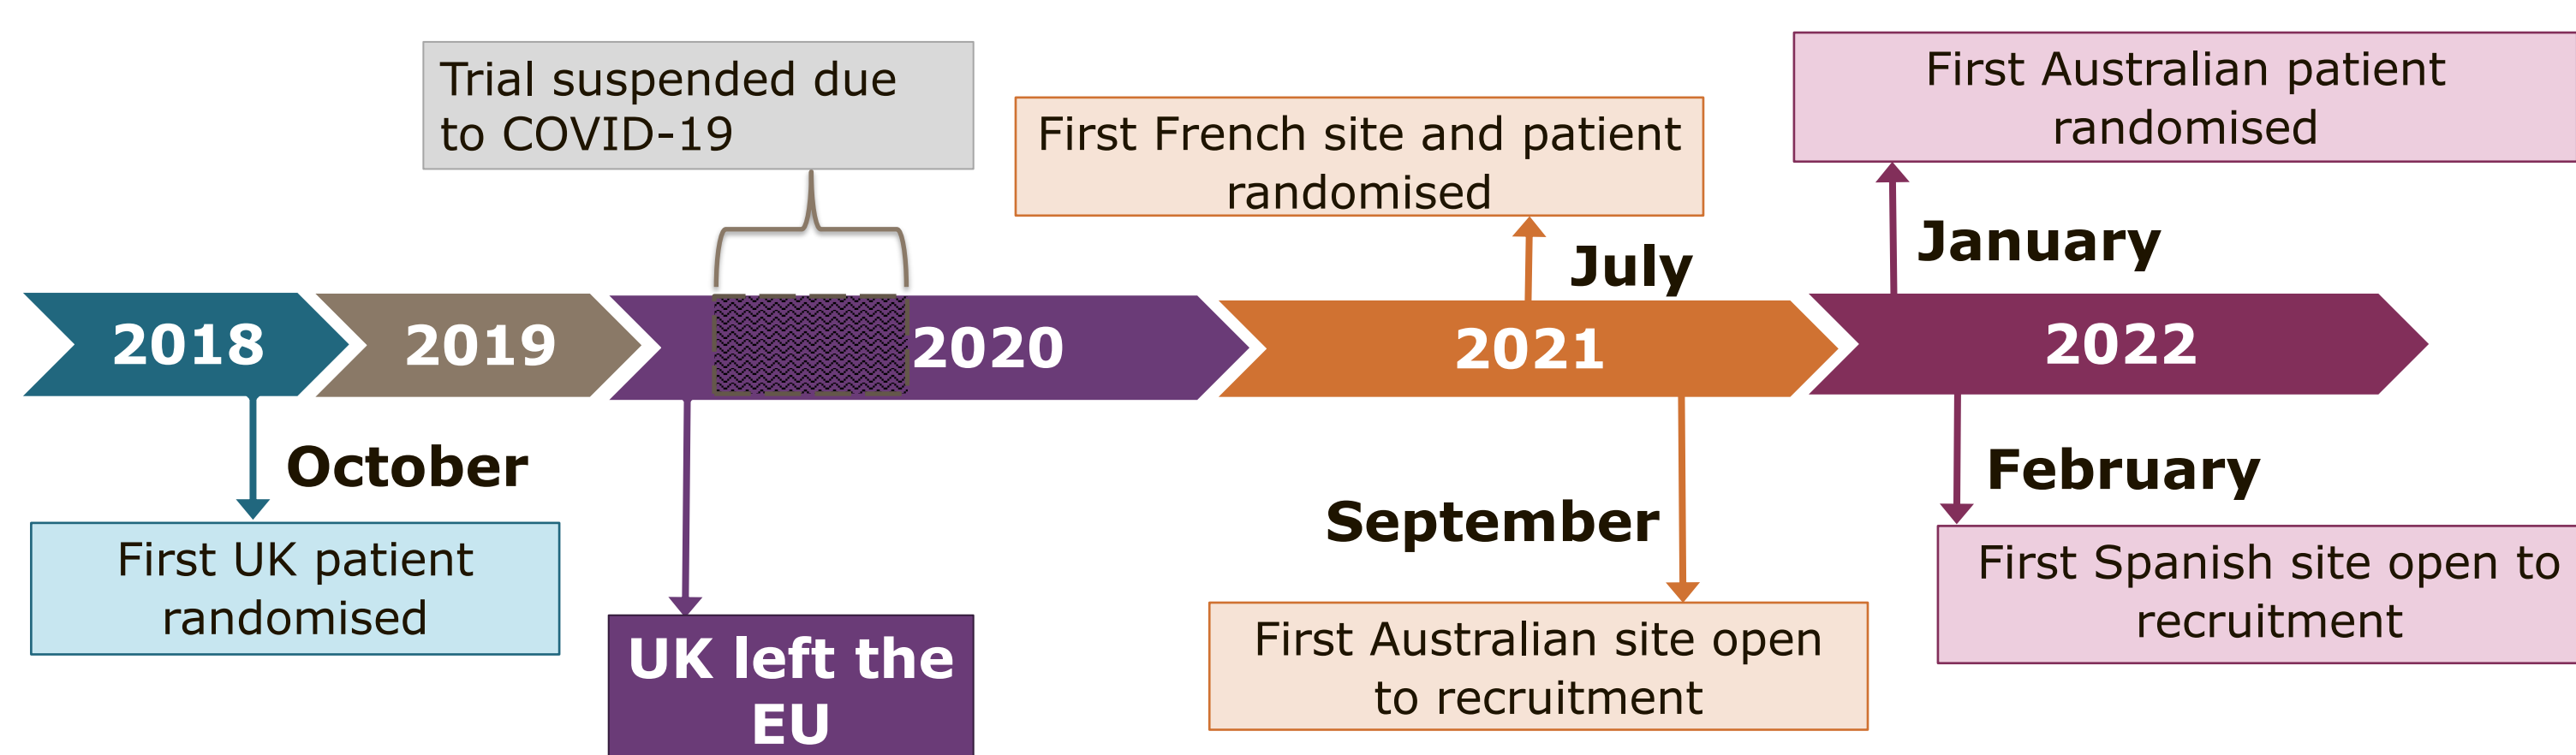 Trial suspended due
to COVID-19
First French site and patient
randomised
First Australian patient
randomised
July
January
2018
2019
2020
2021
2022
October
First UK patient
randomised
UK left the
EU
September
First Australian site open
to recruitment
February
First Spanish site open to
recruitment